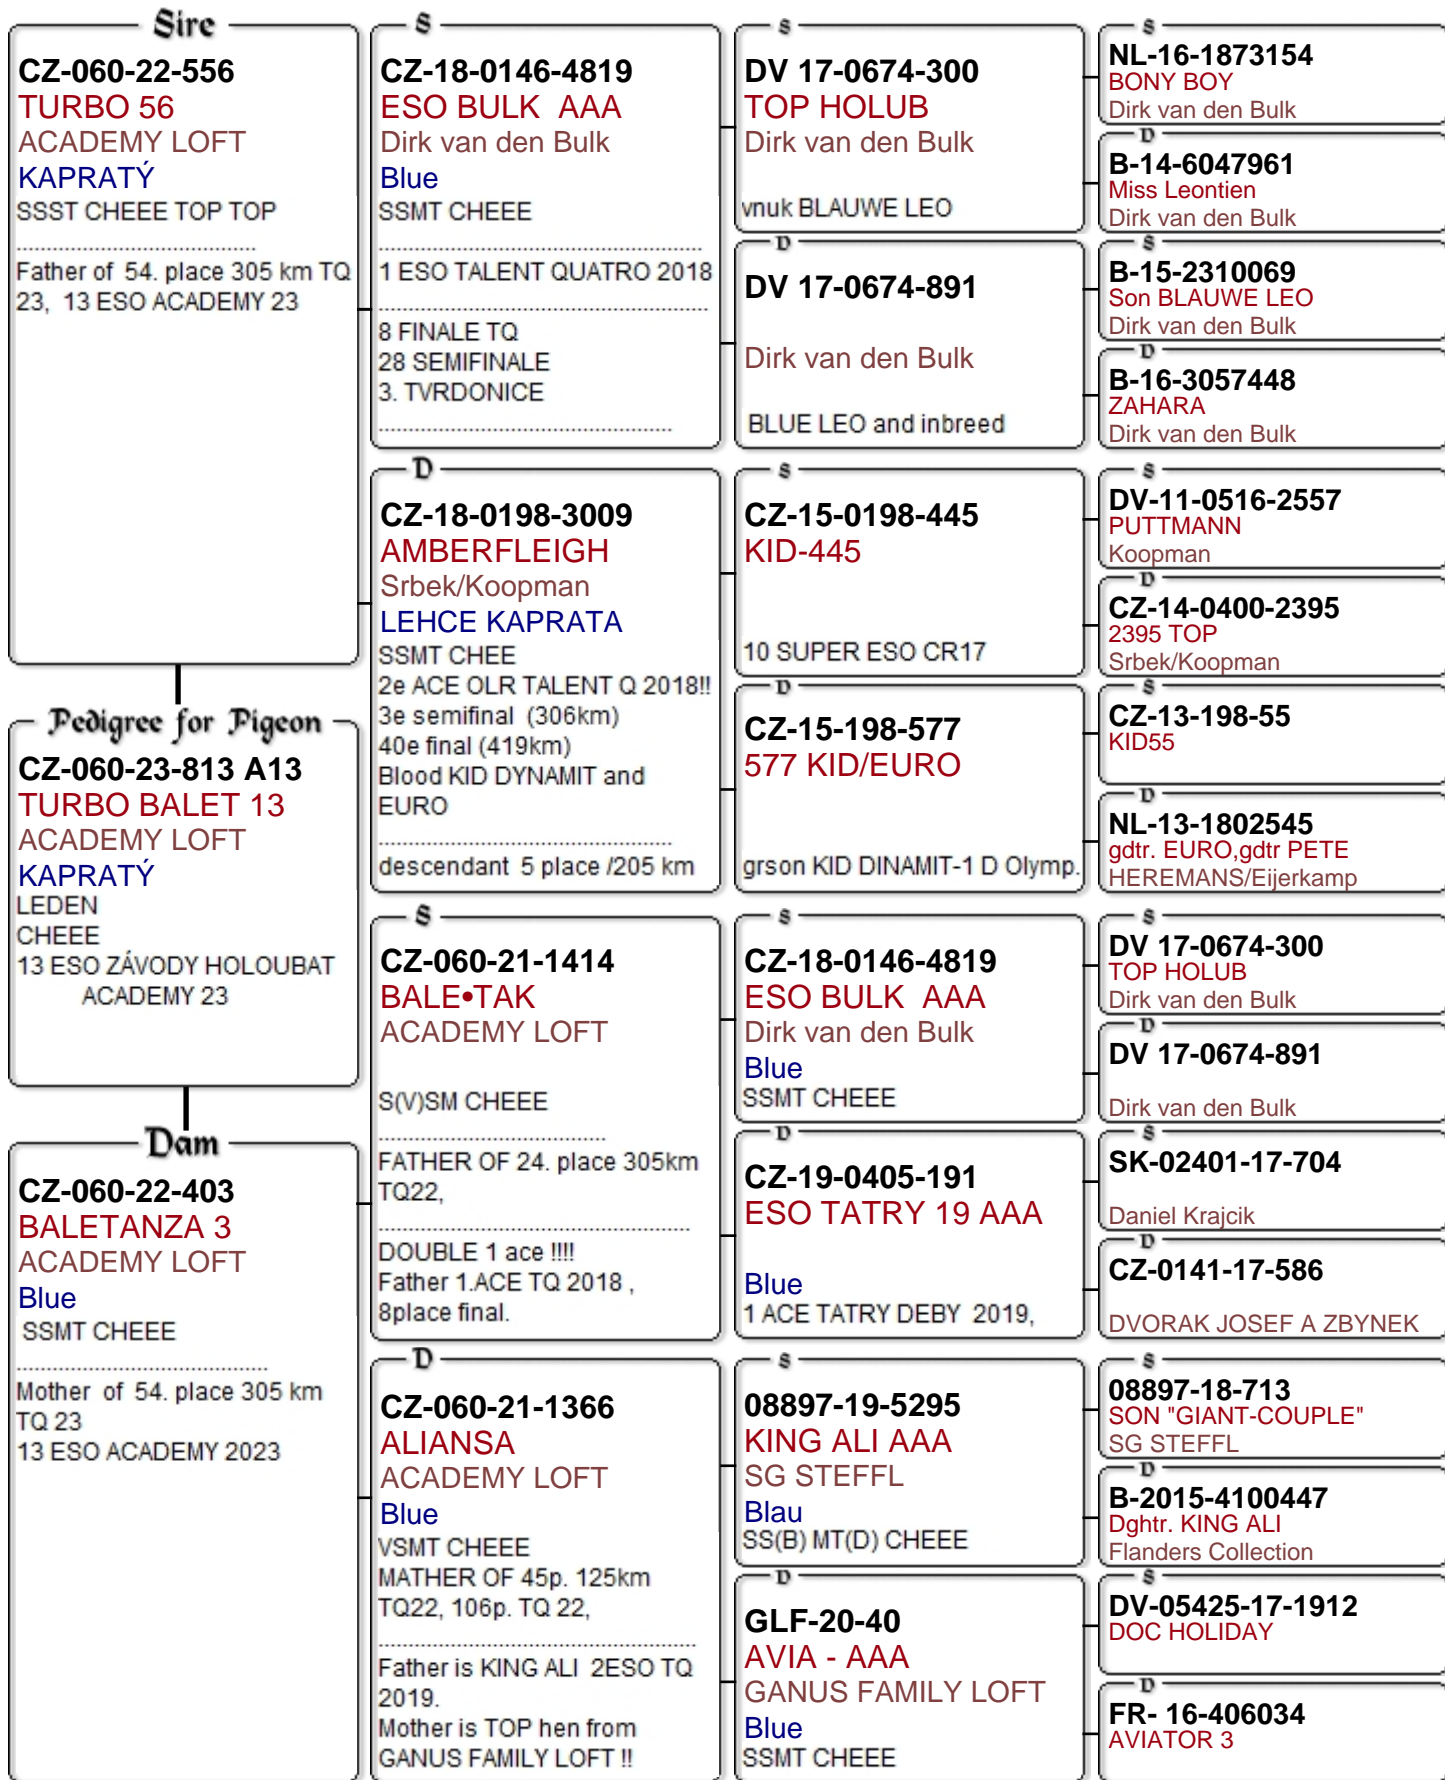 Sire
CZ-060-22-556
TURBO 56
ACADEMY LOFT
KAPRATÝ
SSST CHEEE TOP TOP
........................................
Father of 54. place 305 km TQ
23, 13 ESO ACADEMY 23
Pedigree for Pigeon
CZ-060-23-813 A13
TURBO BALET 13
ACADEMY LOFT
KAPRATÝ
LEDEN
CHEEE
13 ESO ZÁVODY HOLOUBAT
ACADEMY 23
Dam
CZ-060-22-403
BALETANZA 3
ACADEMY LOFT
Blue
SSMT CHEEE
..........................................
Mother of 54. place 305 km
TQ 23
13 ESO ACADEMY 2023
S
CZ-18-0146-4819
ESO BULK AAA
Dirk van den Bulk
Blue
SSMT CHEEE
......................................................
1 ESO TALENT QUATRO 2018
.......................................................
8 FINALE TQ
28 SEMIFINALE
3. TVRDONICE
.................................................
D
CZ-18-0198-3009
AMBERFLEIGH
Srbek/Koopman
LEHCE KAPRATA
SSMT CHEE
2e ACE OLR TALENT Q 2018!!
3e semifinal (306km)
40e final (419km)
Blood KID DYNAMIT and
EURO
.................................................
descendant 5 place /205 km
S
CZ-060-21-1414
BALE•TAK
ACADEMY LOFT
S(V)SM CHEEE
......................................
FATHER OF 24. place 305km
TQ22,
....................................................
DOUBLE 1 ace !!!!
Father 1.ACE TQ 2018 ,
8place final.
D
CZ-060-21-1366
ALIANSA
ACADEMY LOFT
Blue
VSMT CHEEE
MATHER OF 45p. 125km
TQ22, 106p. TQ 22,
.....................................................
Father is KING ALI 2ESO TQ
2019.
Mother is TOP hen from
GANUS FAMILY LOFT !!
S
DV 17-0674-300
TOP HOLUB
Dirk van den Bulk
vnuk BLAUWE LEO
D
DV 17-0674-891
Dirk van den Bulk
BLUE LEO and inbreed
S
CZ-15-0198-445
KID-445
10 SUPER ESO CR17
D
CZ-15-198-577
577 KID/EURO
grson KID DINAMIT-1 D Olymp.
S
CZ-18-0146-4819
ESO BULK AAA
Dirk van den Bulk
Blue
SSMT CHEEE
D
CZ-19-0405-191
ESO TATRY 19 AAA
Blue
1 ACE TATRY DEBY 2019,
S
08897-19-5295
KING ALI AAA
SG STEFFL
Blau
SS(B) MT(D) CHEEE
D
GLF-20-40
AVIA - AAA
GANUS FAMILY LOFT
Blue
SSMT CHEEE
S
NL-16-1873154
BONY BOY
Dirk van den Bulk
D
B-14-6047961
Miss Leontien
Dirk van den Bulk
S
B-15-2310069
Son BLAUWE LEO
Dirk van den Bulk
D
B-16-3057448
ZAHARA
Dirk van den Bulk
S
DV-11-0516-2557
PUTTMANN
Koopman
D
CZ-14-0400-2395
2395 TOP
Srbek/Koopman
S
CZ-13-198-55
KID55
D
NL-13-1802545
gdtr. EURO,gdtr PETE
HEREMANS/Eijerkamp
S
DV 17-0674-300
TOP HOLUB
Dirk van den Bulk
D
DV 17-0674-891
Dirk van den Bulk
S
SK-02401-17-704
Daniel Krajcik
D
CZ-0141-17-586
DVORAK JOSEF A ZBYNEK
S
08897-18-713
SON "GIANT-COUPLE"
SG STEFFL
D
B-2015-4100447
Dghtr. KING ALI
Flanders Collection
S
DV-05425-17-1912
DOC HOLIDAY
D
FR- 16-406034
AVIATOR 3